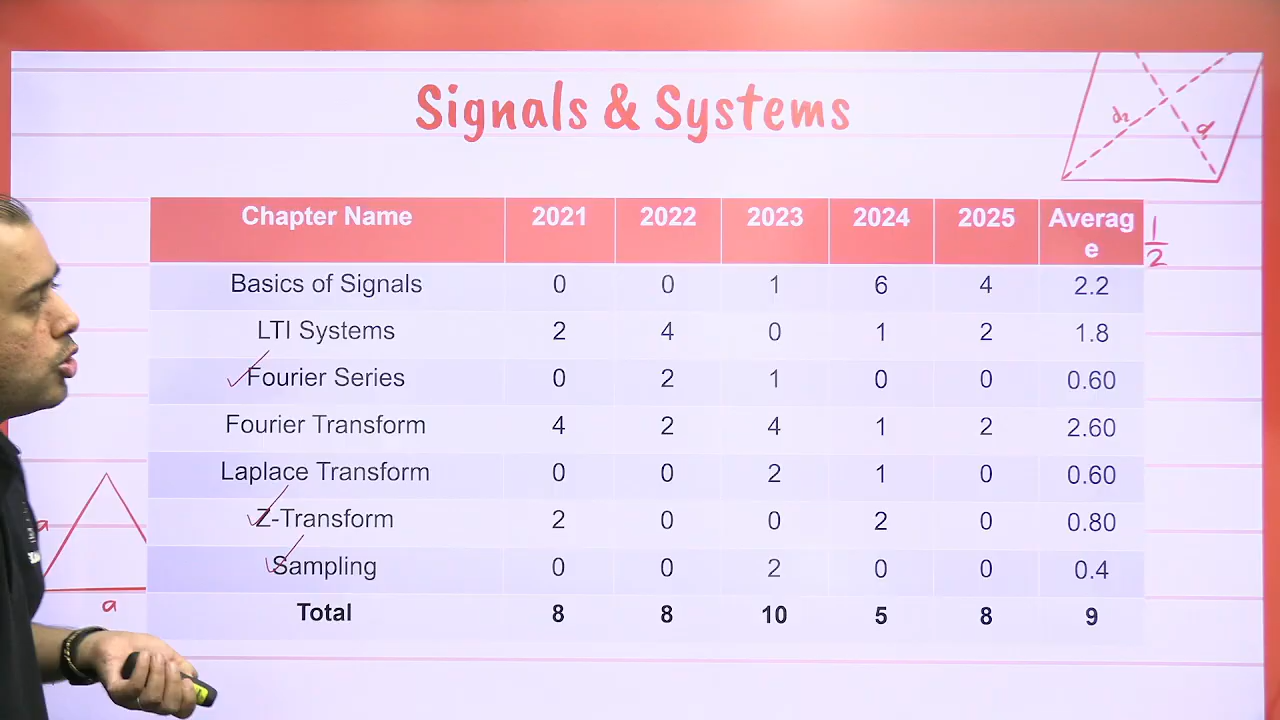 Signals & Systems
d2
d1
Chapter Name 2021 2022 2023 2024 2025 Averag
e
1
2
Basics of Signals 0 0 1 6 4 2.2
LTI Systems 2 4 0 1 2 1.8
Fourier Series 0 2 1 0 0 0.60
Fourier Transform 4 2 4 1 2 2.60
Laplace Transform 0 0 2 1 0 0.60
Z-Transform 2 0 0 2 0 0.80
Sampling 0 0 2 0 0 0.4
Total 8 8 10 5 8 9
a
a